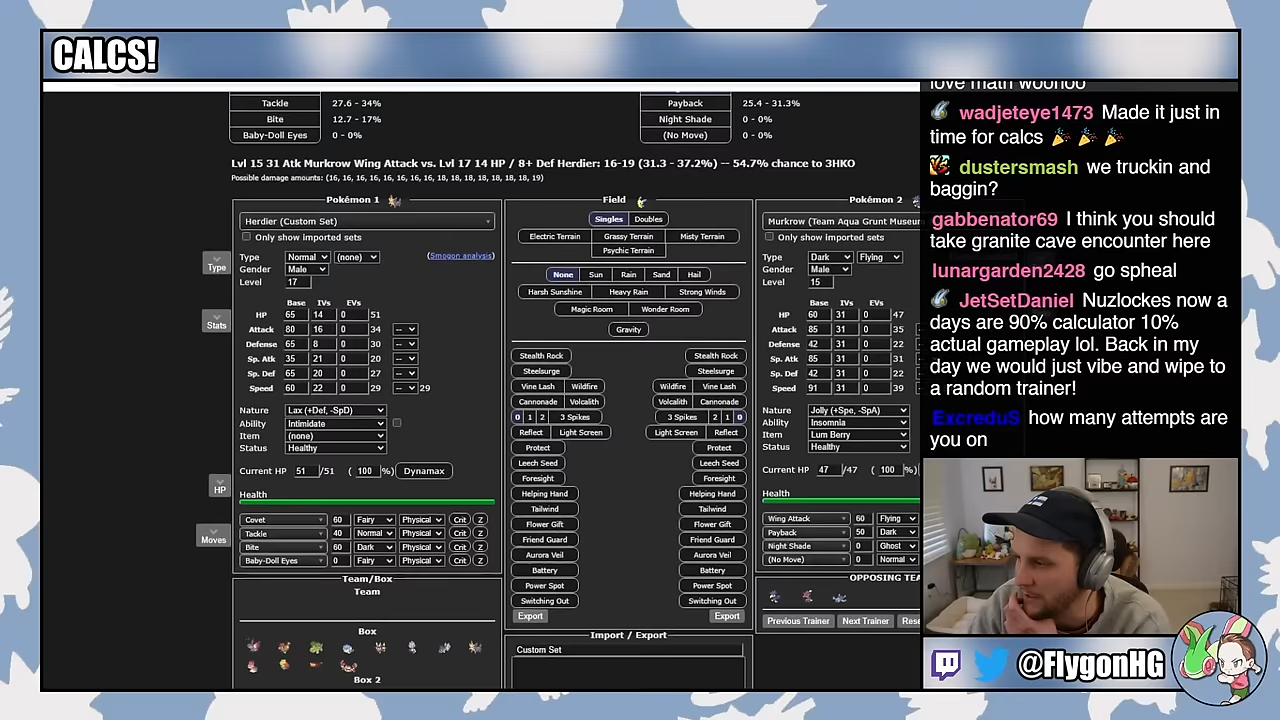 CALCS!
Tackle 27.6 - 34%
Bite 12.7 - 17%
Baby-Doll Eyes 0 - 0%
Payback 25.4 - 31.3%
Night Shade 0 - 0%
(No Move) 0 - 0%
Lvl 15 31 Atk Murkrow Wing Attack vs. Lvl 17 14 HP / 8+ Def Herdier: 16-19 (31.3 - 37.2%) -- 54.7% chance to 3HKO
Possible damage amounts: (16, 16, 16, 16, 16, 16, 16, 16, 18, 18, 18, 18, 18, 18, 18, 19)
Type
Stats
HP
Moves
Pokémon 1
Herdier (Custom Set)
Only show imported sets
Type Normal (none) (Smogon analysis)
Gender Male
Level 17
Base IVs EVs
HP 65 14 0 51
Attack 80 16 0 34 --
Defense 65 8 0 30 --
Sp. Atk 35 21 0 20 --
Sp. Def 65 20 0 27 --
Speed 60 22 0 29 -- 29
Nature Lax (+Def, -SpD)
Ability Intimidate
Item (none)
Status Healthy
Current HP 51 /51 ( 100 %) Dynamax
Health
Covet 60 Fairy Physical Crit Z
Tackle 40 Normal Physical Crit Z
Bite 60 Dark Physical Crit Z
Baby-Doll Eyes 0 Fairy Physical Crit Z
Team/Box
Team
Box
Box 2
Field
Singles Doubles
Electric Terrain Grassy Terrain Misty Terrain
Psychic Terrain
None Sun Rain Sand Hail
Harsh Sunshine Heavy Rain Strong Winds
Magic Room Wonder Room
Gravity
Stealth Rock Stealth Rock
Steelsurge Steelsurge
Vine Lash Wildfire Wildfire Vine Lash
Cannonade Volcalith Volcalith Cannonade
0 1 2 3 Spikes 3 Spikes 2 1 0
Reflect Light Screen Light Screen Reflect
Protect Protect
Leech Seed Leech Seed
Foresight Foresight
Helping Hand Helping Hand
Tailwind Tailwind
Flower Gift Flower Gift
Friend Guard Friend Guard
Aurora Veil Aurora Veil
Battery Battery
Power Spot Power Spot
Switching Out Switching Out
Export Export
Import / Export
Custom Set
Pokémon 2
Murkrow (Team Aqua Grunt Museum
Only show imported sets
Type Dark Flying
Gender Male
Level 15
Base IVs EVs
HP 60 31 0 47
Attack 85 31 0 35
Defense 42 31 0 22
Sp. Atk 85 31 0 31
Sp. Def 42 31 0 22
Speed 91 31 0 39
Nature Jolly (+Spe, -SpA)
Ability Insomnia
Item Lum Berry
Status Healthy
Current HP 47 /47 ( 100 %)
Health
Wing Attack 60 Flying
Payback 50 Dark
Night Shade 0 Ghost
(No Move) 0 Normal
OPPOSING TEA
Previous Trainer Next Trainer Rese
love math woohoo
wadjeteye1473 Made it just in
time for calcs
dustersmash we truckin and
baggin?
gabbenator69 I think you should
take granite cave encounter here
lunargarden2428 go spheal
JetSetDaniel Nuzlockes now a
days are 90% calculator 10%
actual gameplay lol. Back in my
day we would just vibe and wipe to
a random trainer!
ExcreduS how many attempts are
you on
@FlygonHG